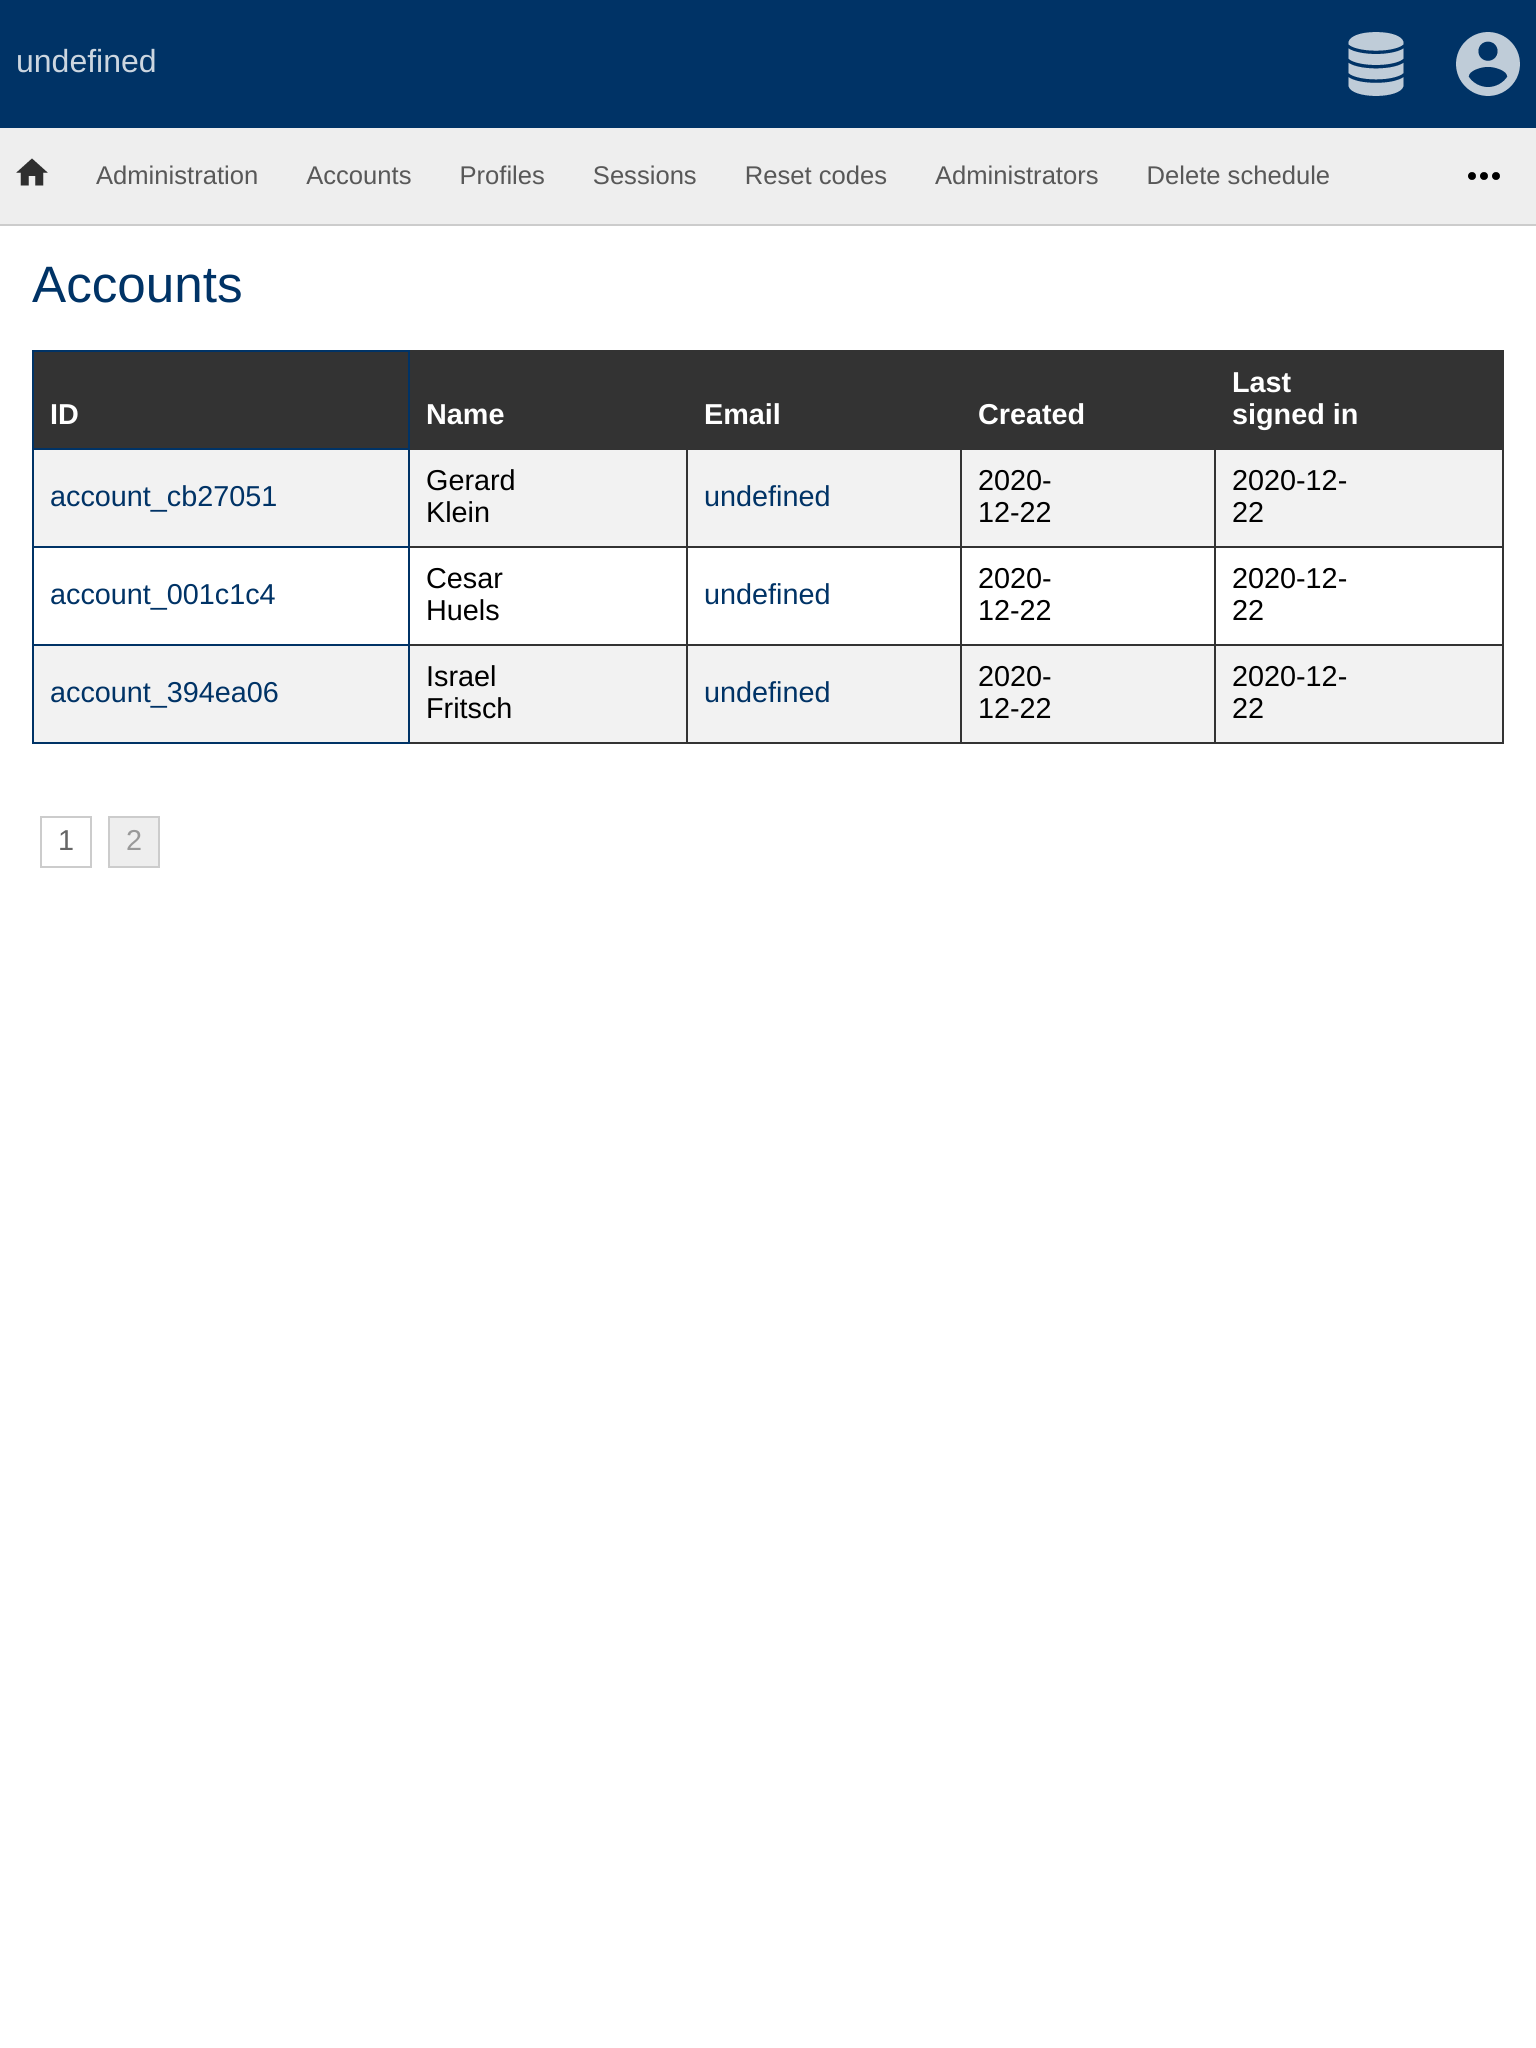 undefined
Administration Accounts Profiles Sessions Reset codes Administrators Delete schedule
Accounts
ID Name Email Created Last signed in
account_cb27051 Gerard Klein undefined 2020-12-22 2020-12-22
account_001c1c4 Cesar Huels undefined 2020-12-22 2020-12-22
account_394ea06 Israel Fritsch undefined 2020-12-22 2020-12-22
1 2